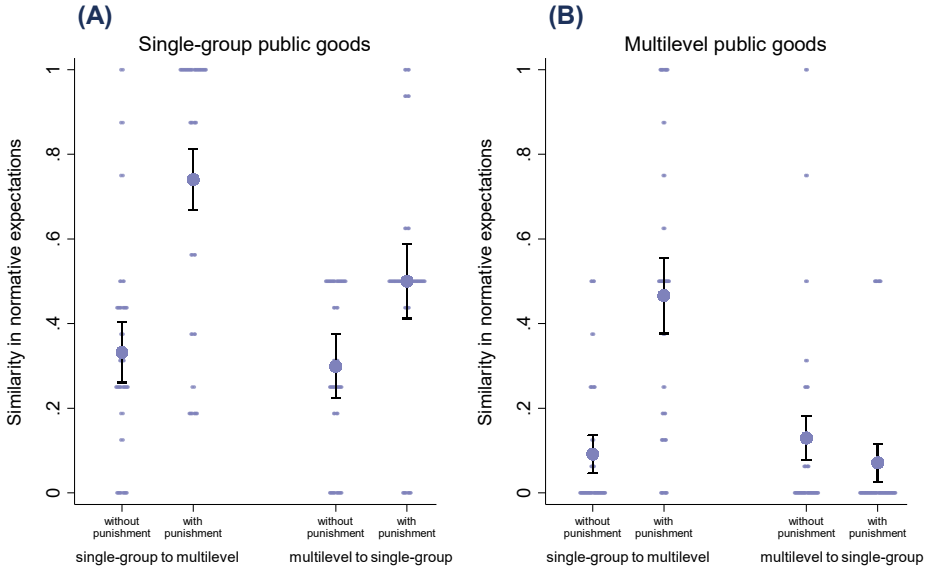 (A)
Single-group public goods
Similarity in normative expectations
1
.8
.6
.4
.2
0
without
punishment
with
punishment
without
punishment
with
punishment
single-group to multilevel
multilevel to single-group
(B)
Multilevel public goods
Similarity in normative expectations
1
.8
.6
.4
.2
0
without
punishment
with
punishment
without
punishment
with
punishment
single-group to multilevel
multilevel to single-group